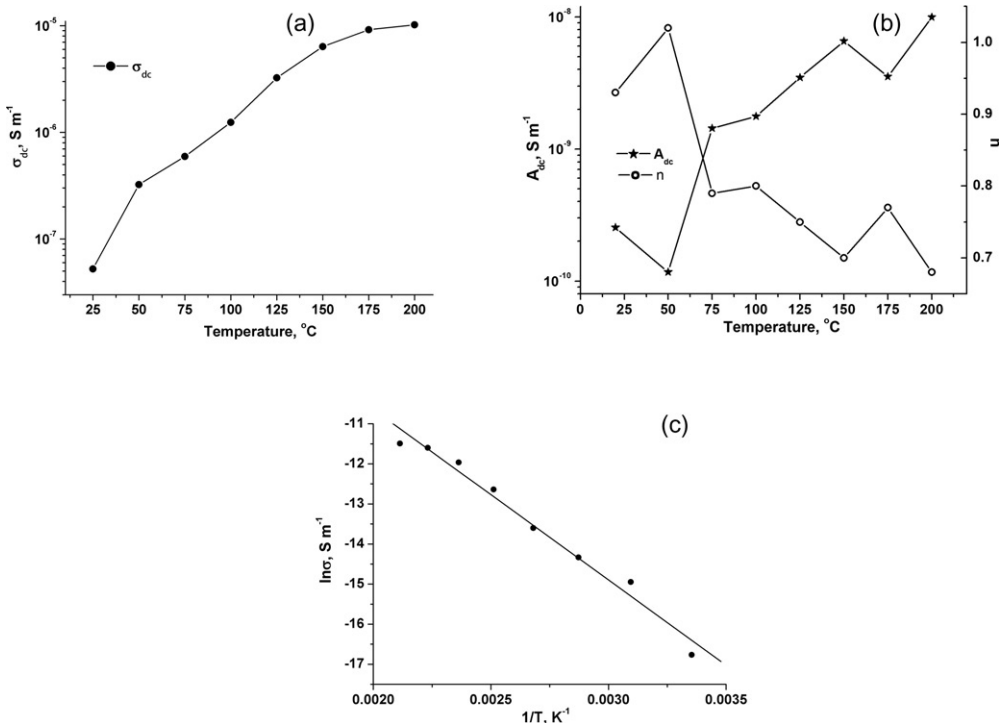 (a)
10⁻⁵
10⁻⁶
10⁻⁷
σdc, S m⁻¹
σdc
25 50 75 100 125 150 175 200
Temperature, °C
(b)
10⁻⁸
10⁻⁹
10⁻¹⁰
Adc, S m⁻¹
Adc
n
1.0
0.9
0.8
0.7
n
0 25 50 75 100 125 150 175 200
Temperature, °C
(c)
-11
-12
-13
-14
-15
-16
-17
lnσ, S m⁻¹
0.0020 0.0025 0.0030 0.0035
1/T, K⁻¹